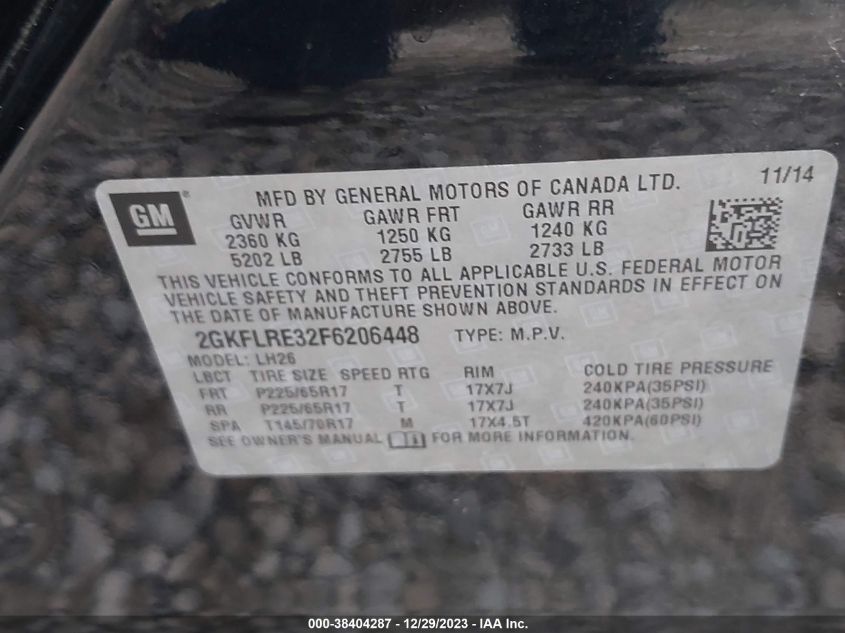 GM ®
MFD BY GENERAL MOTORS OF CANADA LTD. 11/14
GVWR GAWR FRT GAWR RR
2360 KG 1250 KG 1240 KG
5202 LB 2755 LB 2733 LB
THIS VEHICLE CONFORMS TO ALL APPLICABLE U.S. FEDERAL MOTOR
VEHICLE SAFETY AND THEFT PREVENTION STANDARDS IN EFFECT ON
THE DATE OF MANUFACTURE SHOWN ABOVE.
2GKFLRE32F6206448 TYPE: M.P.V.
MODEL: LH26
LBCT TIRE SIZE SPEED RTG RIM COLD TIRE PRESSURE
FRT P225/65R17 T 17X7J 240KPA(35PSI)
RR P225/65R17 T 17X7J 240KPA(35PSI)
SPA T145/70R17 M 17X4.5T 420KPA(60PSI)
SEE OWNER'S MANUAL FOR MORE INFORMATION.
000-38404287 - 12/29/2023 - IAA Inc.